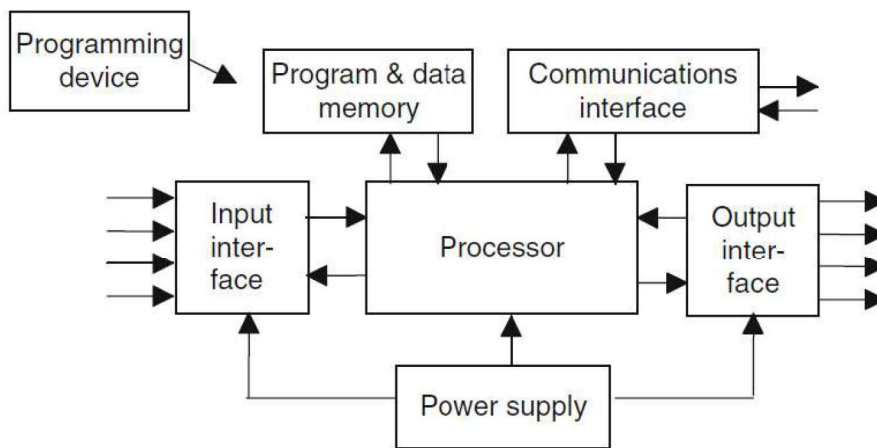 Programming
device
Program & data
memory
Communications
interface
Input
inter-
face
Processor
Output
inter-
face
Power supply